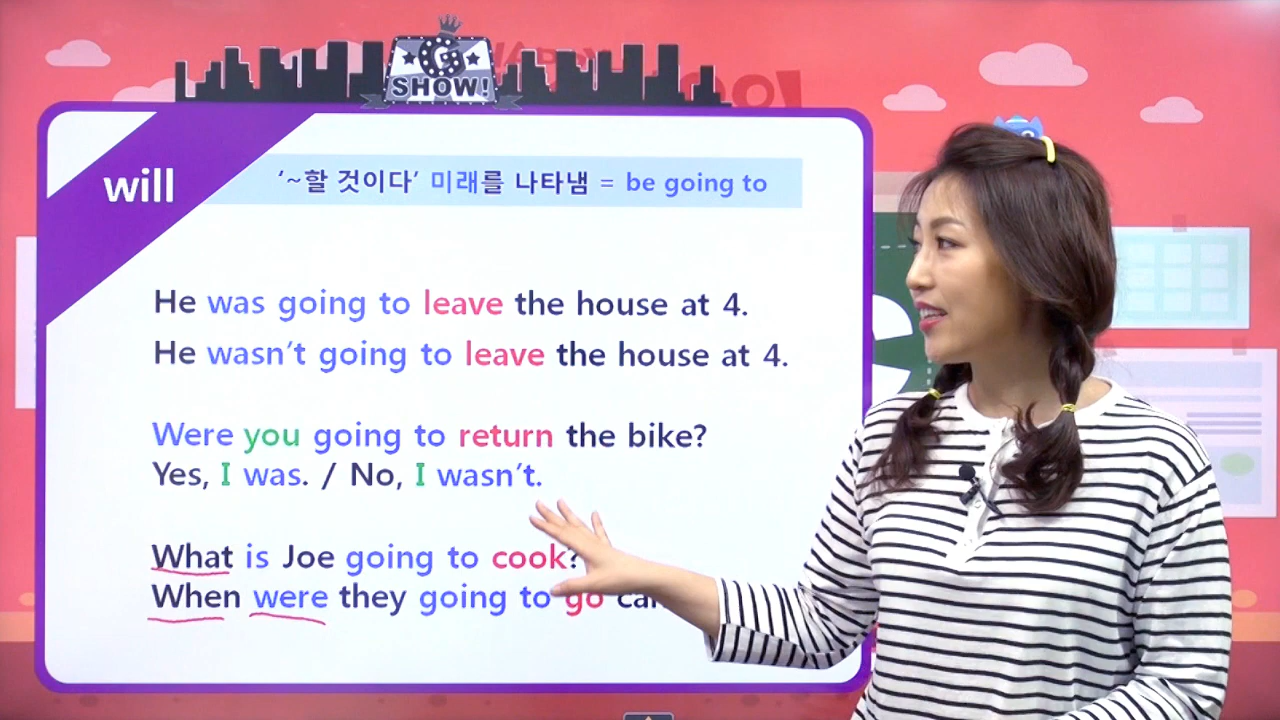 G
SHOW!
will
'~할 것이다' 미래를 나타냄 = be going to
He was going to leave the house at 4.
He wasn't going to leave the house at 4.
Were you going to return the bike?
Yes, I was. / No, I wasn't.
What is Joe going to cook?
When were they going to go